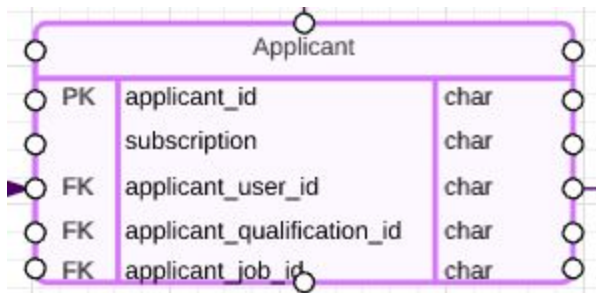 Applicant
PK applicant_id char
subscription char
FK applicant_user_id char
FK applicant_qualification_id char
FK applicant_job_id char